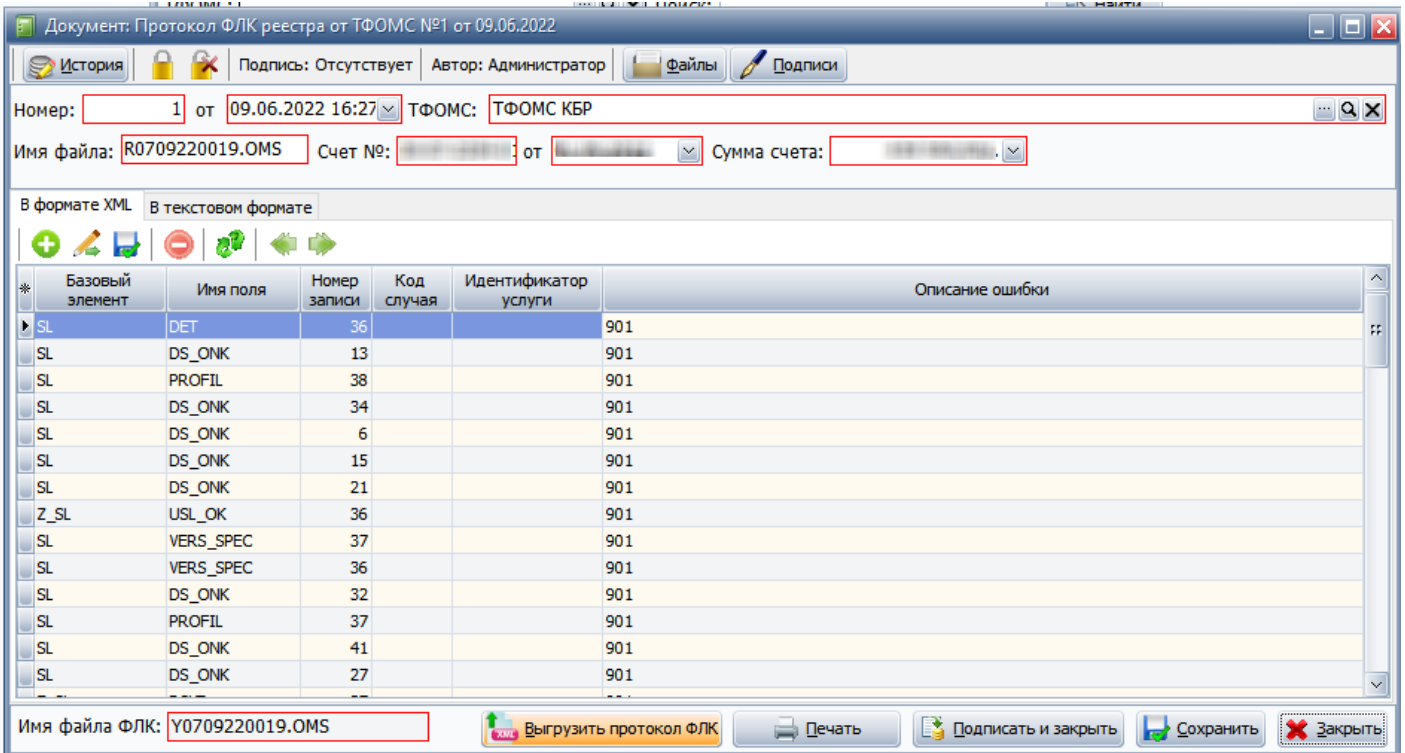 Документ: Протокол ФЛК реестра от ТФОМС №1 от 09.06.2022
История Подпись: Отсутствует Автор: Администратор Файлы Подписи
Номер: 1 от 09.06.2022 16:27 ТФОМС: ТФОМС КБР
Имя файла: R0709220019.OMS Счет №: от Сумма счета:
В формате XML В текстовом формате
Базовый элемент Имя поля Номер записи Код случая Идентификатор услуги Описание ошибки
SL DET 36 901
SL DS_ONK 13 901
SL PROFIL 38 901
SL DS_ONK 34 901
SL DS_ONK 6 901
SL DS_ONK 15 901
SL DS_ONK 21 901
Z_SL USL_OK 36 901
SL VERS_SPEC 37 901
SL VERS_SPEC 36 901
SL DS_ONK 32 901
SL PROFIL 37 901
SL DS_ONK 41 901
SL DS_ONK 27 901
Имя файла ФЛК: Y0709220019.OMS XML Выгрузить протокол ФЛК Печать Подписать и закрыть Сохранить Закрыть